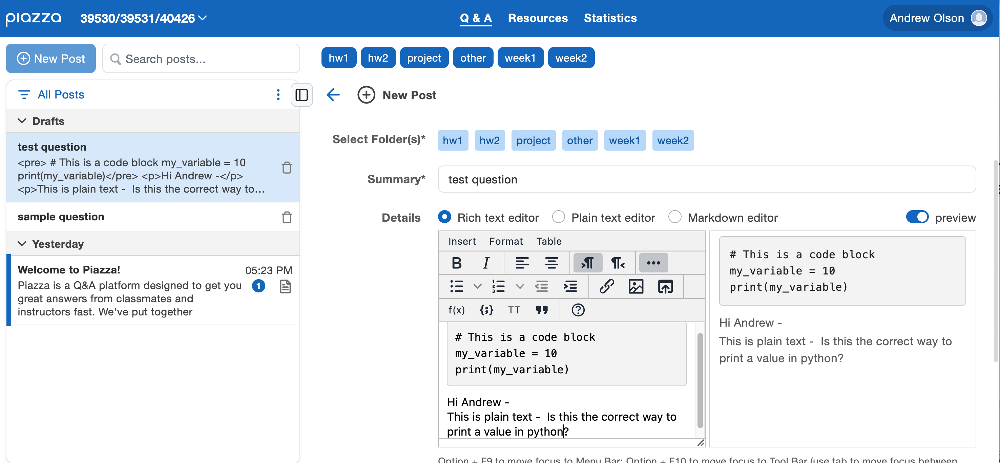 piazza
39530/39531/40426
Q & A Resources Statistics
Andrew Olson
New Post
Search posts...
hw1 hw2 project other week1 week2
All Posts
New Post
Drafts
test question
<pre> # This is a code block my_variable = 10
print(my_variable)</pre> <p>Hi Andrew -</p>
<p>This is plain text -  Is this the correct way to...
sample question
Yesterday
Welcome to Piazza! 05:23 PM
Piazza is a Q&A platform designed to get you 1
great answers from classmates and
instructors fast. We've put together
Select Folder(s)* hw1 hw2 project other week1 week2
Summary* test question
Details Rich text editor Plain text editor Markdown editor preview
Insert Format Table
B I
f(x) {;} TT
# This is a code block
my_variable = 10
print(my_variable)
Hi Andrew -
This is plain text -  Is this the correct way to
print a value in python?
# This is a code block
my_variable = 10
print(my_variable)
Hi Andrew -
This is plain text -  Is this the correct way to
print a value in python?
Option + F9 to move focus to Menu Bar; Option + F10 to move focus to Tool Bar (use tab to move focus between